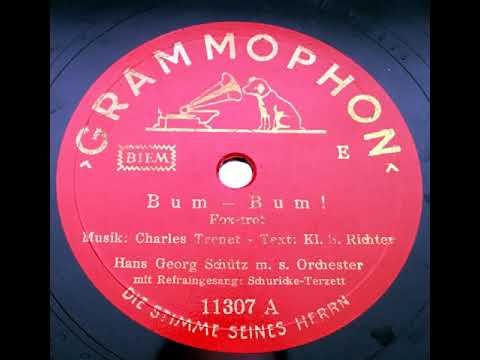 ›GRAMMOPHON‹
BIEM
E
Bum – Bum!
Fox-trot
Musik: Charles Trenet - Text: Kl. S. Richter
Hans Georg Schütz m. s. Orchester
mit Refraingesang: Schuricke-Terzett
11307 A
DIE STIMME SEINES HERRN